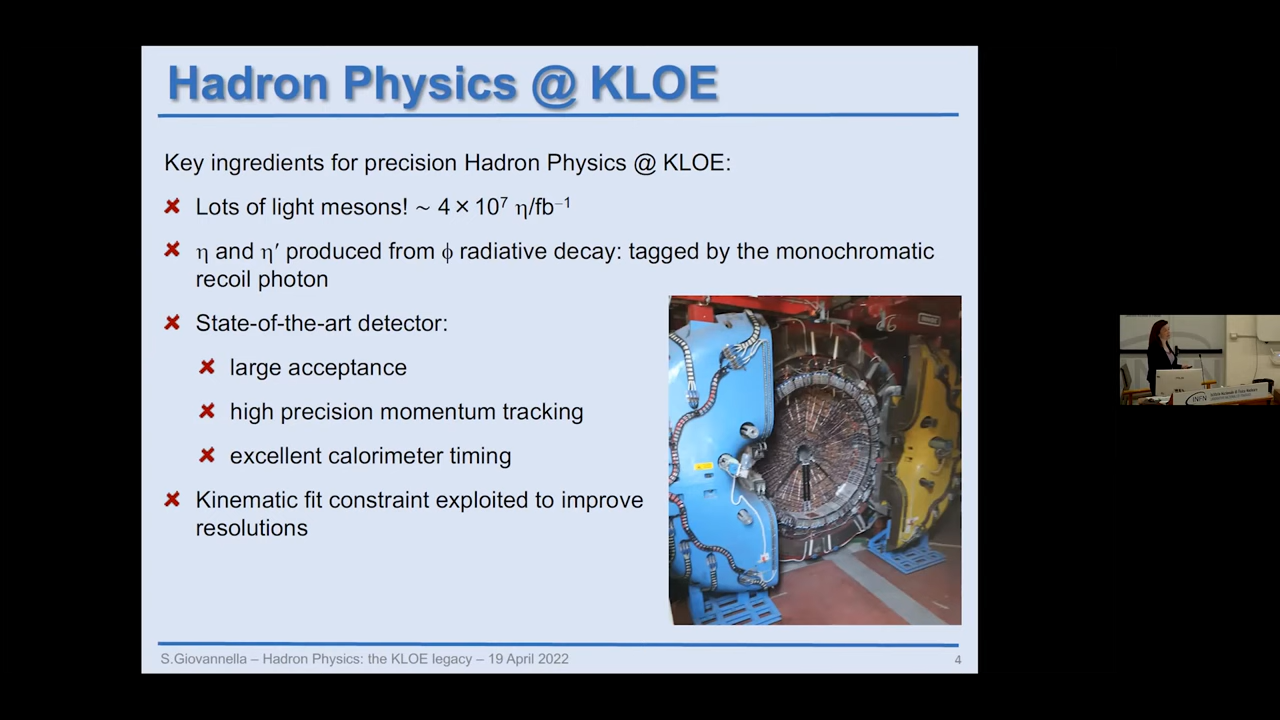 Hadron Physics @ KLOE
Key ingredients for precision Hadron Physics @ KLOE:
✘ Lots of light mesons! ~ 4 × 10⁷ η/fb⁻¹
✘ η and η′ produced from ϕ radiative decay: tagged by the monochromatic
recoil photon
✘ State-of-the-art detector:
✘ large acceptance
✘ high precision momentum tracking
✘ excellent calorimeter timing
✘ Kinematic fit constraint exploited to improve
resolutions
S.Giovannella – Hadron Physics: the KLOE legacy – 19 April 2022
4
INFN